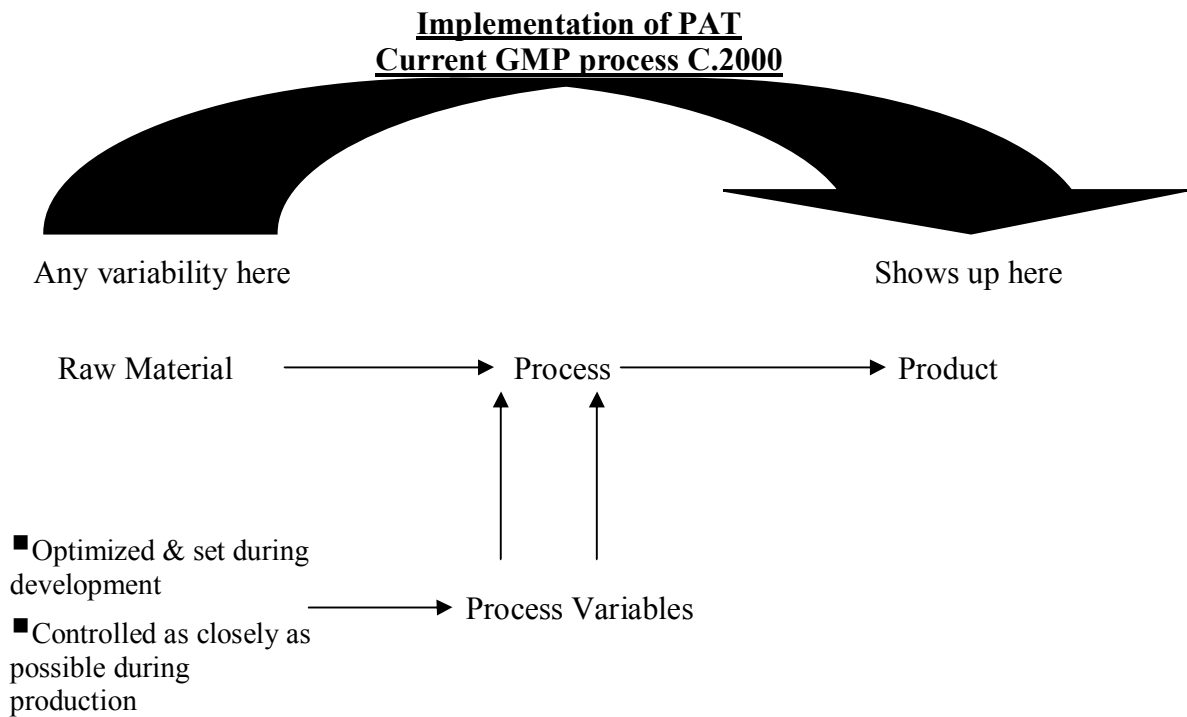 Implementation of PAT
Current GMP process C.2000
Any variability here
Shows up here
Raw Material
Process
Product
▪Optimized & set during
development
▪Controlled as closely as
possible during
production
Process Variables